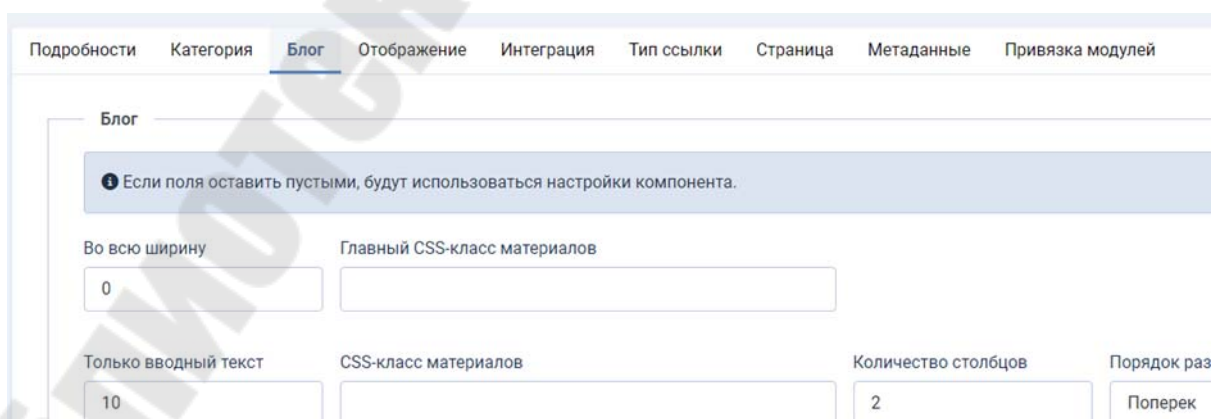 Подробности Категория Блог Отображение Интеграция Тип ссылки Страница Метаданные Привязка модулей
Блог
Если поля оставить пустыми, будут использоваться настройки компонента.
Во всю ширину Главный CSS-класс материалов
0
Только вводный текст CSS-класс материалов Количество столбцов Порядок раз
10 2 Поперек